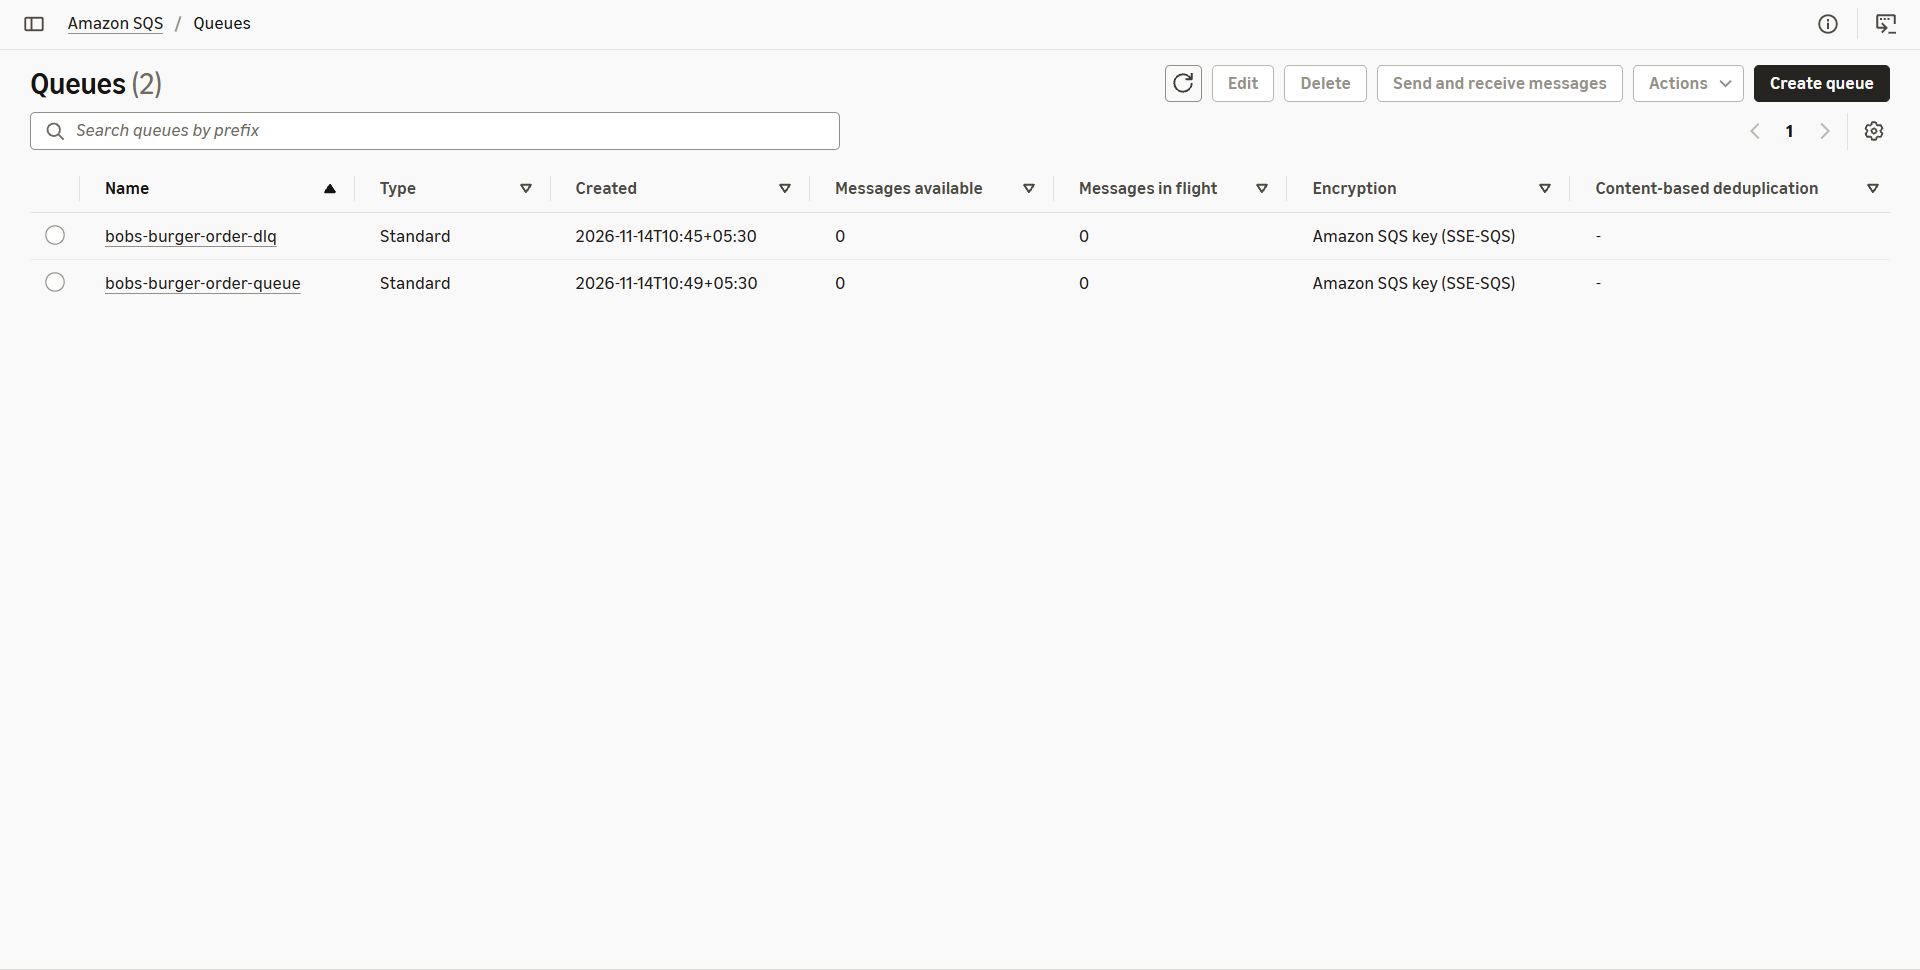 Amazon SQS / Queues
Queues (2)
Edit
Delete
Send and receive messages
Actions
Create queue
Search queues by prefix
1
Name Type Created Messages available Messages in flight Encryption Content-based deduplication
bobs-burger-order-dlq Standard 2026-11-14T10:45+05:30 0 0 Amazon SQS key (SSE-SQS) -
bobs-burger-order-queue Standard 2026-11-14T10:49+05:30 0 0 Amazon SQS key (SSE-SQS) -